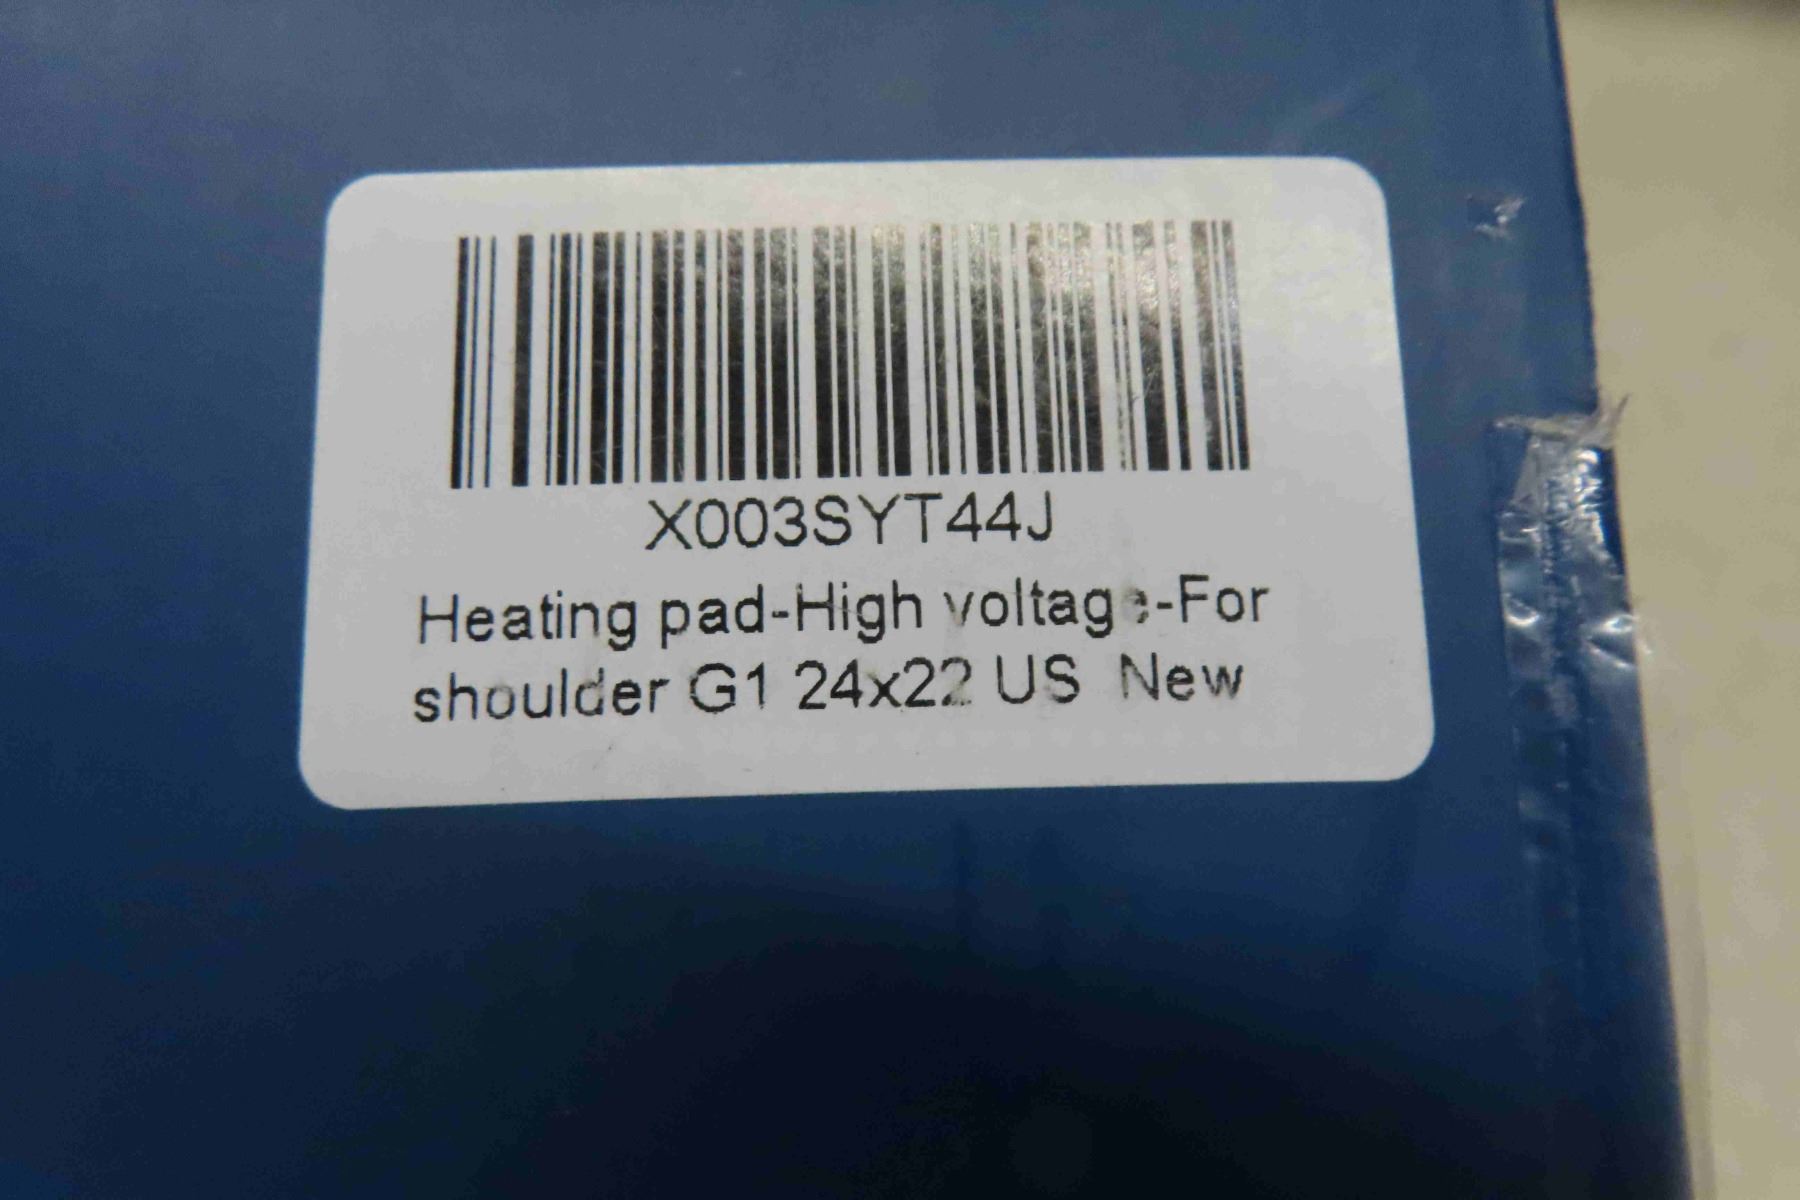 X003SYT44J
Heating pad-High voltage-For
shoulder G1 24x22 US New